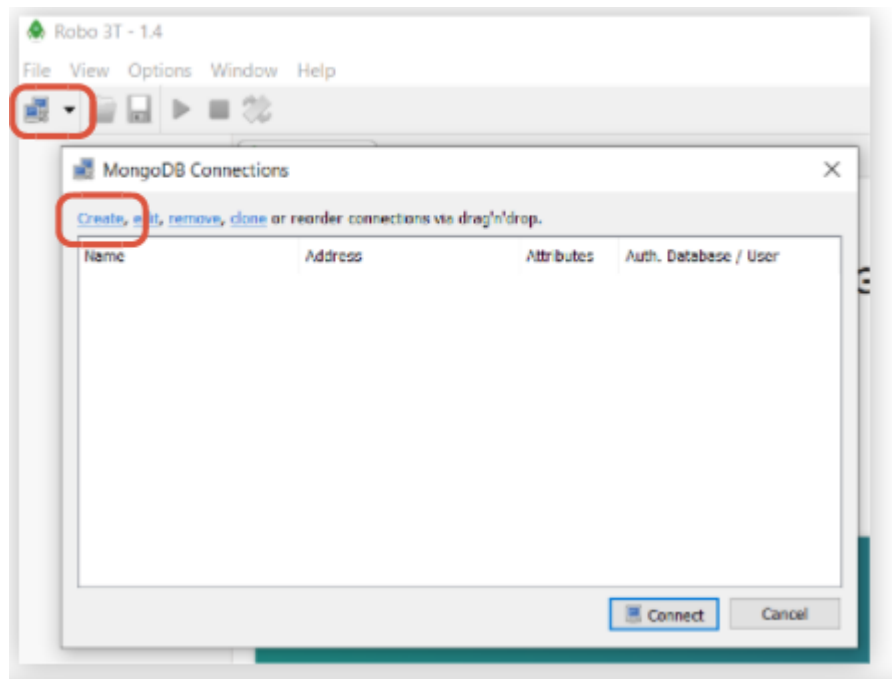 Robo 3T - 1.4
File View Options Window Help
MongoDB Connections
Create, edit, remove, clone or reorder connections via drag'n'drop.
Name Address Attributes Auth. Database / User
Connect Cancel